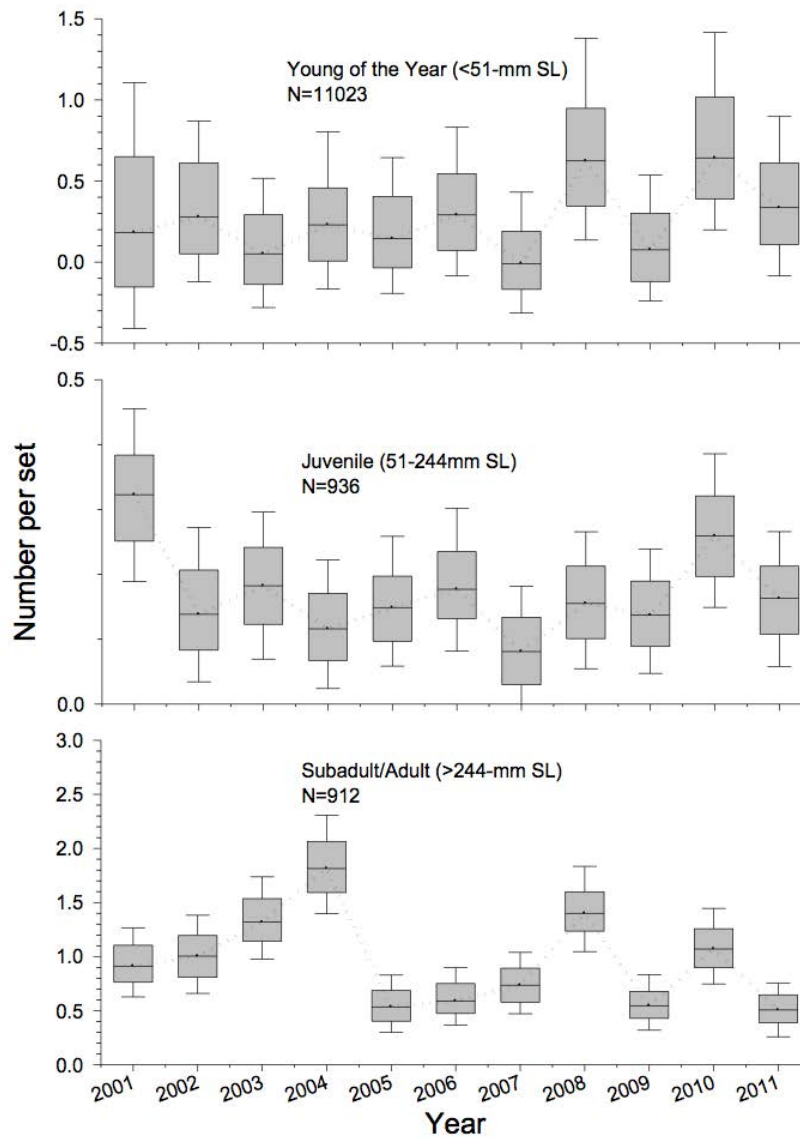 1.5
Young of the Year (<51-mm SL)
N=11023
1.0
0.5
0.0
-0.5
0.5
Juvenile (51-244mm SL)
N=936
0.0
Number per set
3.0
Subadult/Adult (>244-mm SL)
N=912
2.5
2.0
1.5
1.0
0.5
0.0
2001 2002 2003 2004 2005 2006 2007 2008 2009 2010 2011
Year